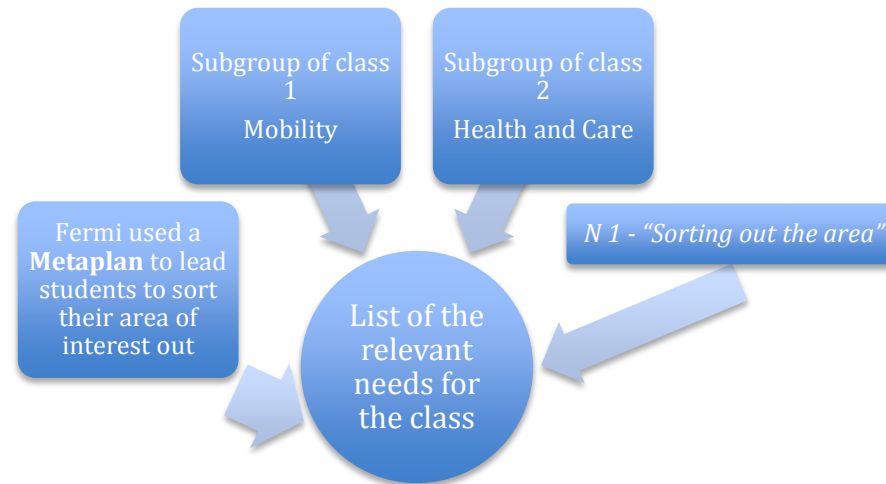 Subgroup of class
1
Mobility
Subgroup of class
2
Health and Care
Fermi used a
Metaplan to lead
students to sort
their area of
interest out
N 1 - “Sorting out the area”
List of the
relevant
needs for
the class